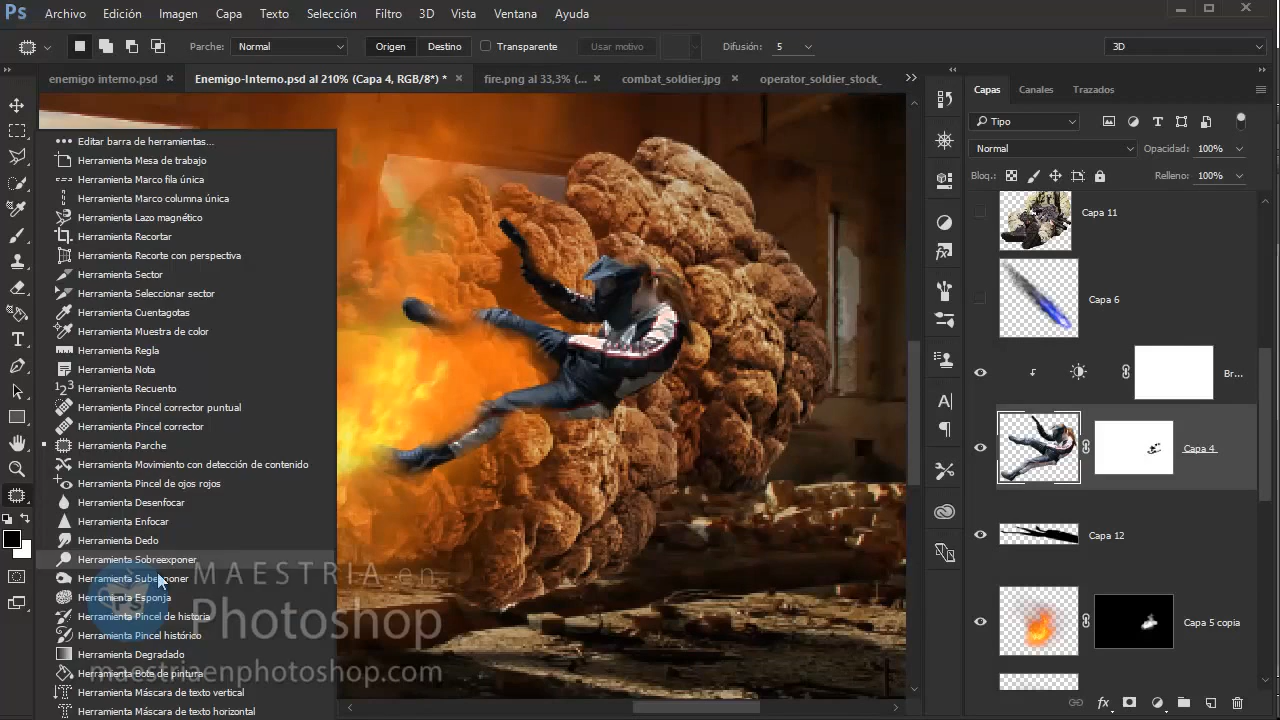 Ps Archivo Edición Imagen Capa Texto Selección Filtro 3D Vista Ventana Ayuda
Parche: Normal Origen Destino Transparente Usar motivo Difusión: 5 3D
enemigo interno.psd Enemigo-Interno.psd al 210% (Capa 4, RGB/8*) * fire.png al 33,3% (... combat_soldier.jpg operator_soldier_stock_
Capas Canales Trazados
Tipo
Normal Opacidad: 100%
Bloq.: Relleno: 100%
Capa 11
Capa 6
Br...
Capa 4
Capa 12
Capa 5 copia
Editar barra de herramientas...
Herramienta Mesa de trabajo
Herramienta Marco fila única
Herramienta Marco columna única
Herramienta Lazo magnético
Herramienta Recortar
Herramienta Recorte con perspectiva
Herramienta Sector
Herramienta Seleccionar sector
Herramienta Cuentagotas
Herramienta Muestra de color
Herramienta Regla
Herramienta Nota
Herramienta Recuento
Herramienta Pincel corrector puntual
Herramienta Pincel corrector
Herramienta Parche
Herramienta Movimiento con detección de contenido
Herramienta Pincel de ojos rojos
Herramienta Desenfocar
Herramienta Enfocar
Herramienta Dedo
Herramienta Sobreexponer
Herramienta Subexponer
Herramienta Esponja
Herramienta Pincel de historia
Herramienta Pincel histórico
Herramienta Degradado
Herramienta Bote de pintura
Herramienta Máscara de texto vertical
Herramienta Máscara de texto horizontal
MAESTRIA en
Photoshop
maestriaenphotoshop.com